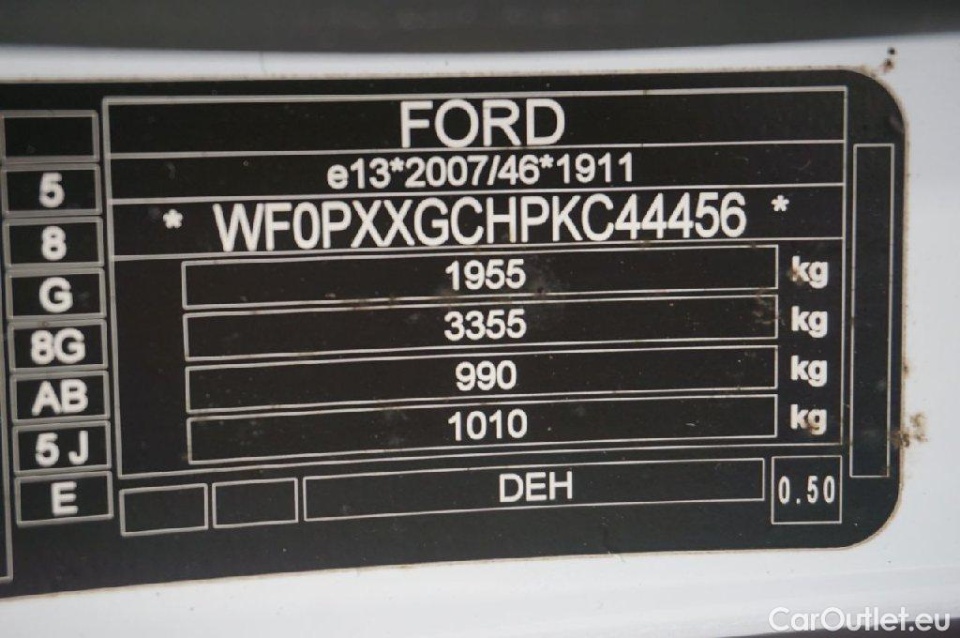 FORD
e13*2007/46*1911
* WF0PXXGCHPKC44456 *
1955 kg
3355 kg
990 kg
1010 kg
5
8
G
8G
AB
5J
E
DEH
0.50
CarOutlet.eu